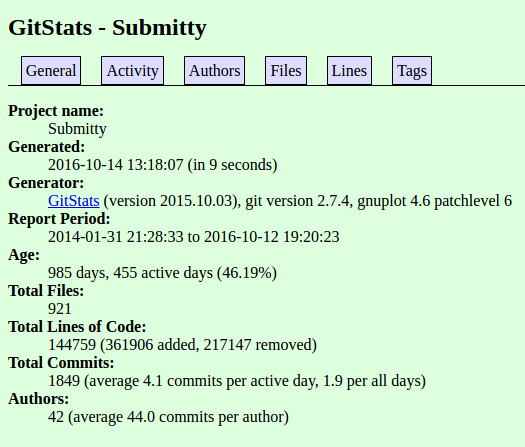 GitStats - Submitty
General Activity Authors Files Lines Tags
Project name:
Submitty
Generated:
2016-10-14 13:18:07 (in 9 seconds)
Generator:
GitStats (version 2015.10.03), git version 2.7.4, gnuplot 4.6 patchlevel 6
Report Period:
2014-01-31 21:28:33 to 2016-10-12 19:20:23
Age:
985 days, 455 active days (46.19%)
Total Files:
921
Total Lines of Code:
144759 (361906 added, 217147 removed)
Total Commits:
1849 (average 4.1 commits per active day, 1.9 per all days)
Authors:
42 (average 44.0 commits per author)